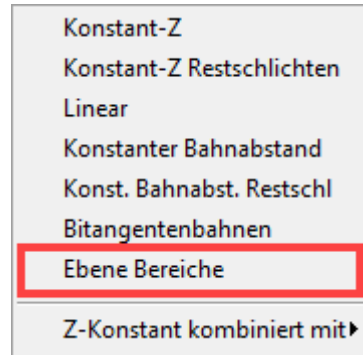 Konstant-Z
Konstant-Z Restschlichten
Linear
Konstanter Bahnabstand
Konst. Bahnabst. Restschl
Bitangentenbahnen
Ebene Bereiche
Z-Konstant kombiniert mit